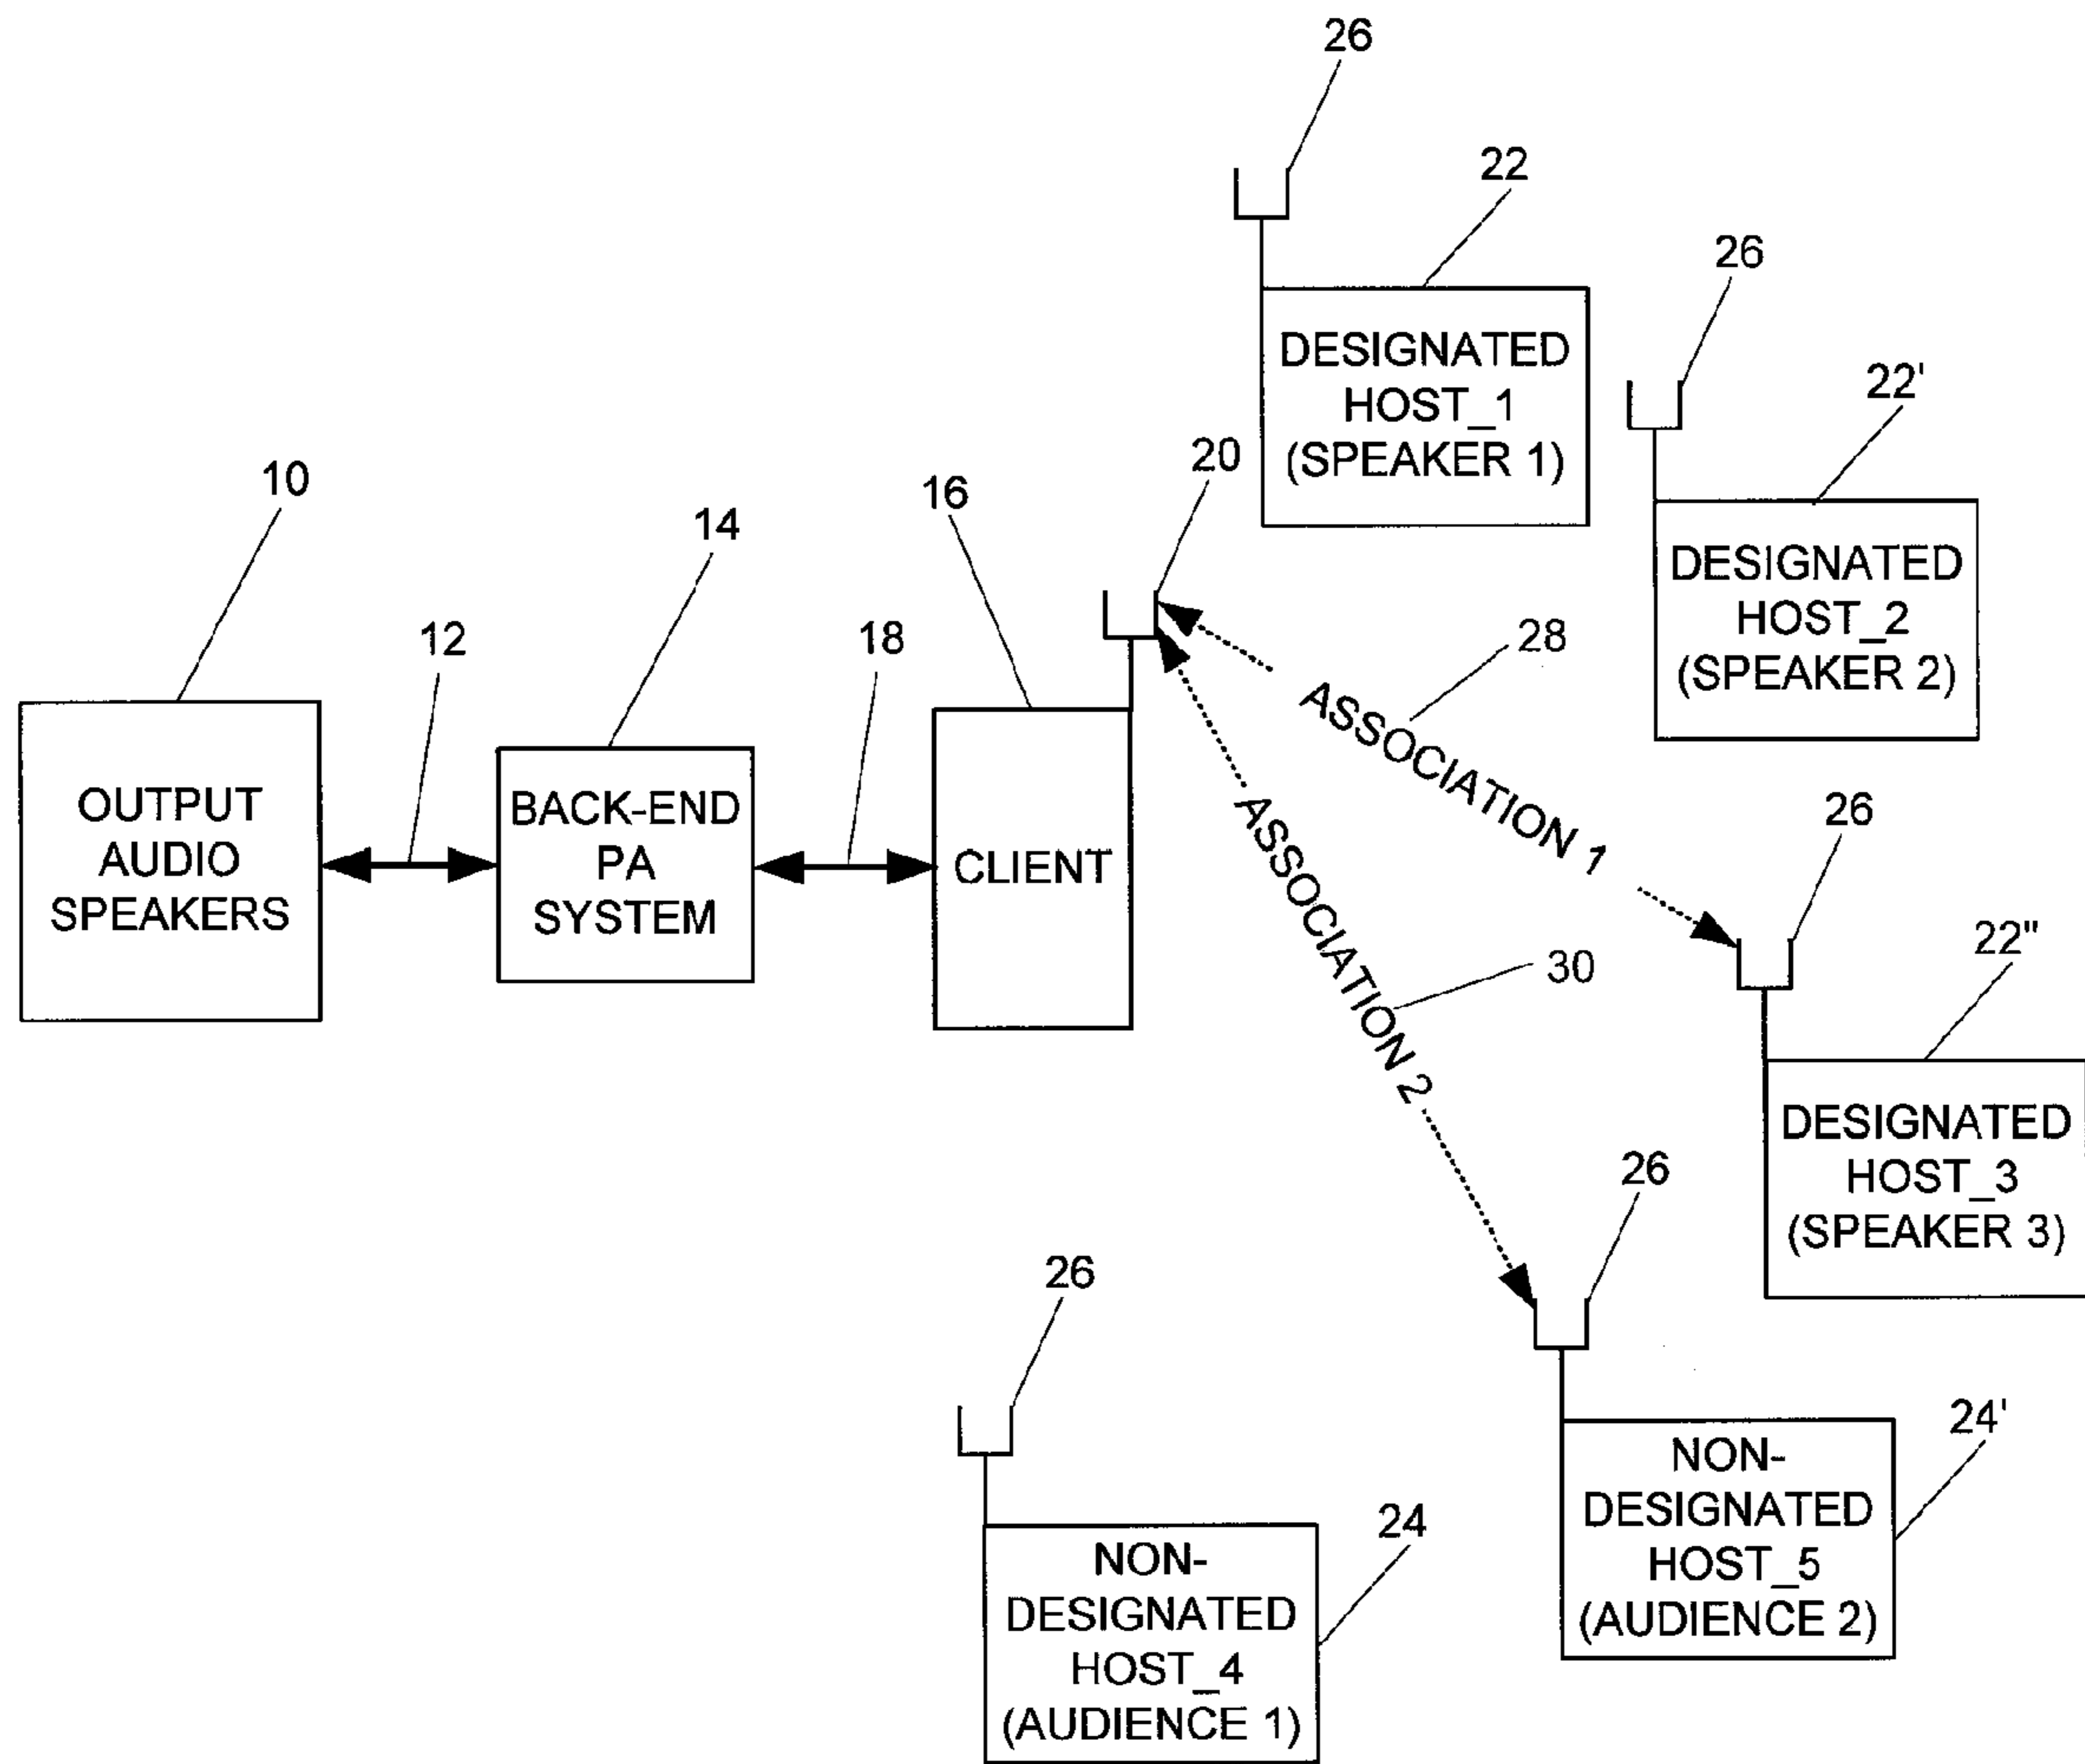 26
22
DESIGNATED
HOST_1
(SPEAKER 1)
26
22'
DESIGNATED
HOST_2
(SPEAKER 2)
10
OUTPUT
AUDIO
SPEAKERS
12
14
BACK-END
PA
SYSTEM
18
16
CLIENT
20
28
ASSOCIATION 1
30
ASSOCIATION 2
26
22"
DESIGNATED
HOST_3
(SPEAKER 3)
26
24'
NON-
DESIGNATED
HOST_5
(AUDIENCE 2)
26
24
NON-
DESIGNATED
HOST_4
(AUDIENCE 1)